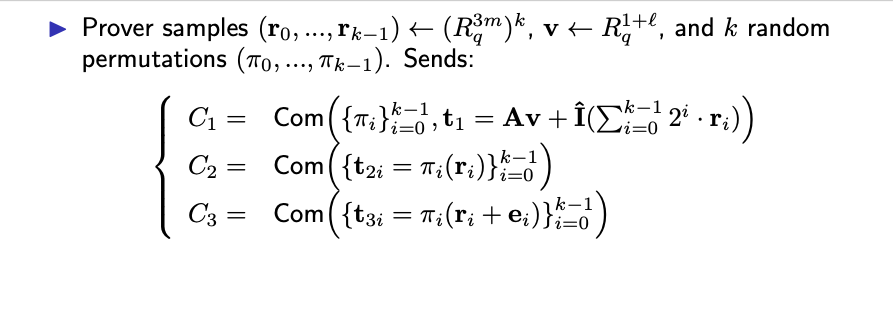 ▶ Prover samples (r₀, ..., rₖ₋₁) ← (R_q^{3m})^k, v ← R_q^{1+ℓ}, and k random
permutations (π₀, ..., πₖ₋₁). Sends:
C₁ = Com({π_i}_{i=0}^{k−1}, t₁ = Av + Î(∑_{i=0}^{k−1} 2^i · r_i))
C₂ = Com({t_{2i} = π_i(r_i)}_{i=0}^{k−1})
C₃ = Com({t_{3i} = π_i(r_i + e_i)}_{i=0}^{k−1})